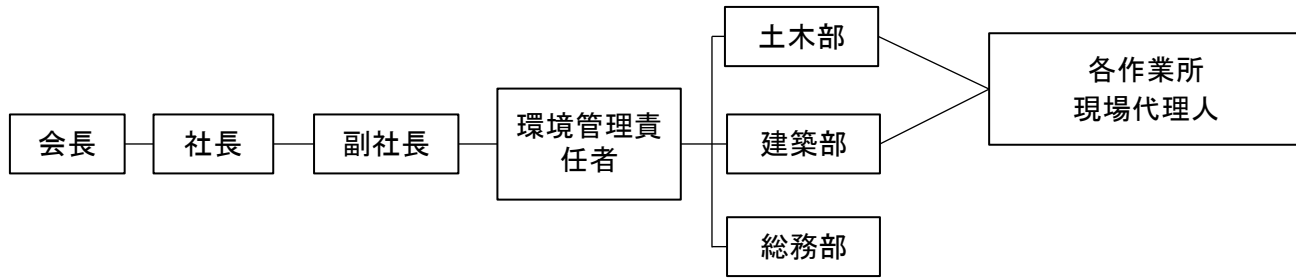 会長
社長
副社長
環境管理責
任者
土木部
建築部
総務部
各作業所
現場代理人